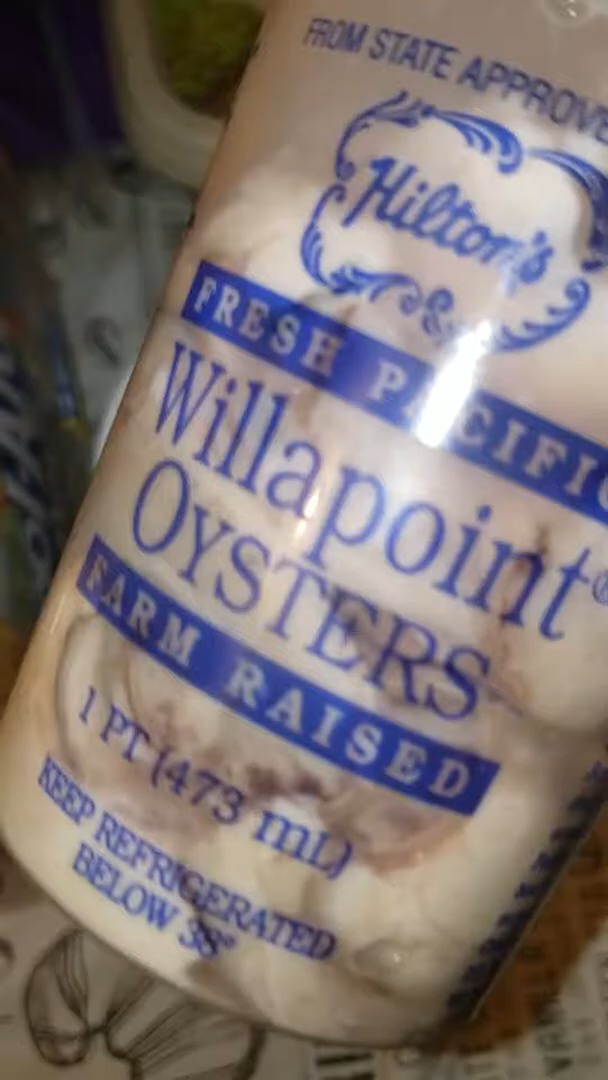 FROM STATE APPROVE
Hilton's
FRESH PACIFIC
Willapoint®
OYSTERS
FARM RAISED
1 PT (473 mL)
KEEP REFRIGERATED
BELOW 38°